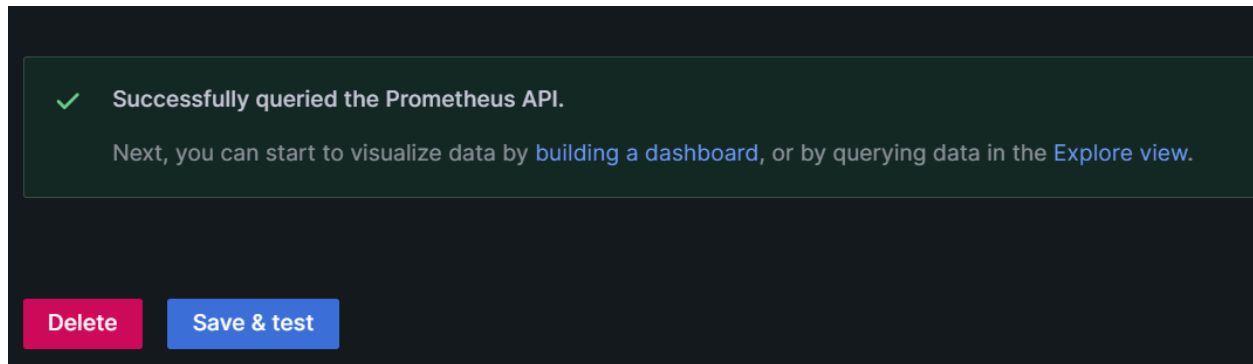 Successfully queried the Prometheus API.
Next, you can start to visualize data by building a dashboard, or by querying data in the Explore view.
Delete
Save & test